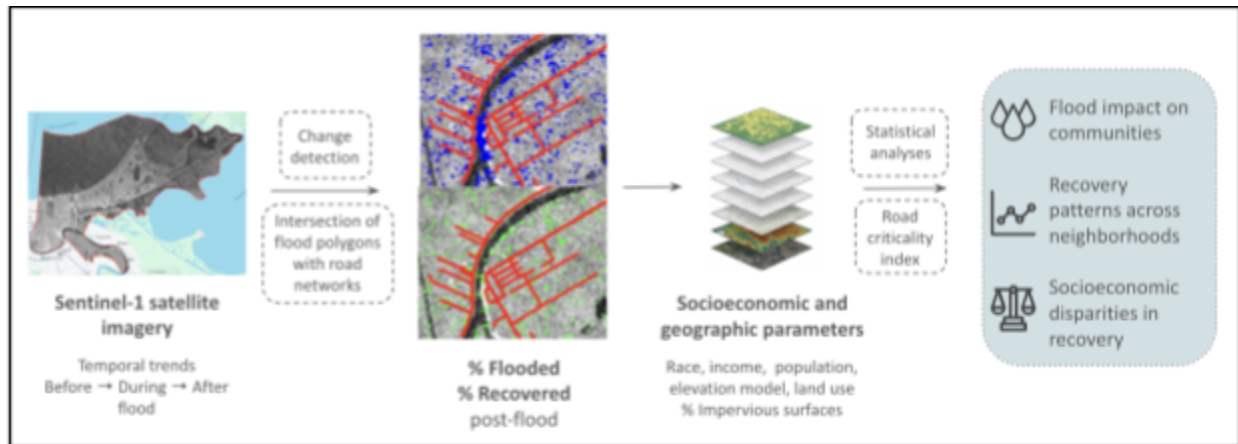 Sentinel-1 satellite
imagery
Temporal trends
Before → During → After
flood
Change
detection
Intersection of
flood polygons
with road
networks
% Flooded
% Recovered
post-flood
Socioeconomic and
geographic parameters
Race, income, population,
elevation model, land use
% Impervious surfaces
Statistical
analyses
Road
criticality
index
Flood impact on
communities
Recovery
patterns across
neighborhoods
Socioeconomic
disparities in
recovery